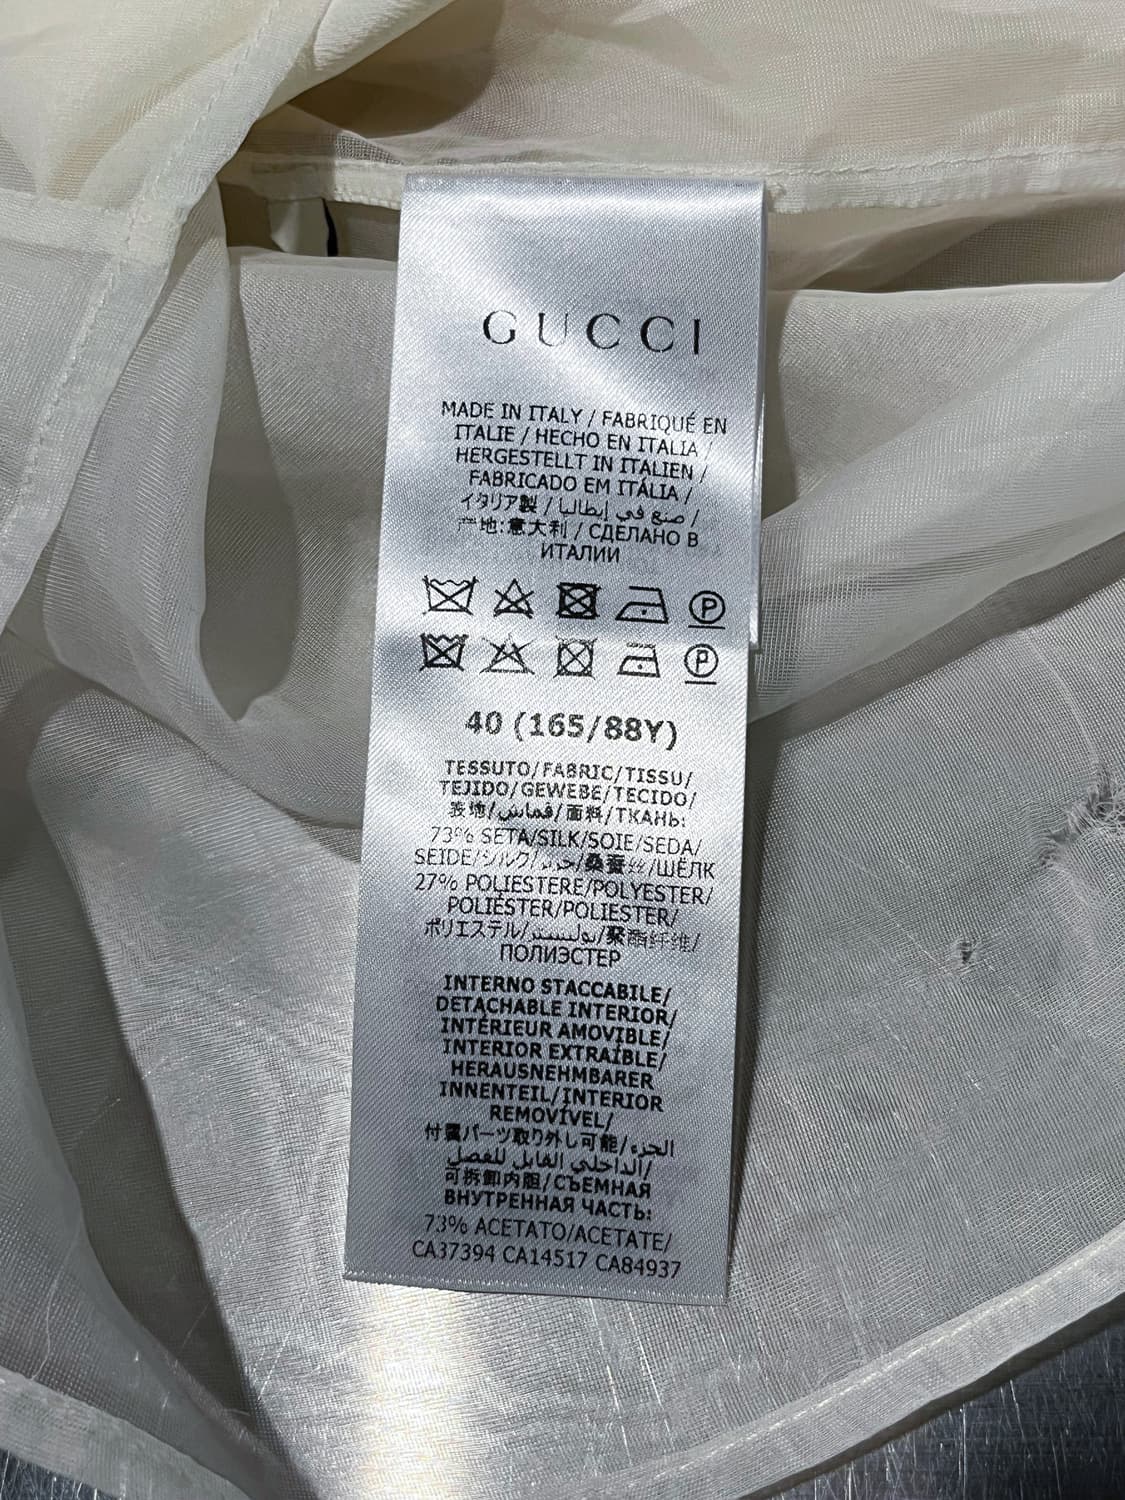 GUCCI
MADE IN ITALY / FABRIQUÉ EN
ITALIE / HECHO EN ITALIA /
HERGESTELLT IN ITALIEN /
FABRICADO EM ITÁLIA /
イタリア製 / صنع في إيطاليا /
产地:意大利 / СДЕЛАНО В
ИТАЛИИ
P
P
40 (165/88Y)
TESSUTO/FABRIC/TISSU/
TEJIDO/GEWEBE/TECIDO/
表地/قماش/面料/ТКАНЬ:
73% SETA/SILK/SOIE/SEDA/
SEIDE/シルク/حرير/桑蚕丝/ШЁЛК
27% POLIESTERE/POLYESTER/
POLIÉSTER/POLIESTER/
ポリエステル/بوليستر/聚酯纤维/
ПОЛИЭСТЕР
INTERNO STACCABILE/
DETACHABLE INTERIOR/
INTÉRIEUR AMOVIBLE/
INTERIOR EXTRAÍBLE/
HERAUSNEHMBARER
INNENTEIL/INTERIOR
REMOVÍVEL/
付属パーツ取り外し可能/الجزء
الداخلي القابل للفصل/
可拆卸内胆/СЪЕМНАЯ
ВНУТРЕННАЯ ЧАСТЬ:
73% ACETATO/ACETATE/
CA37394 CA14517 CA84937